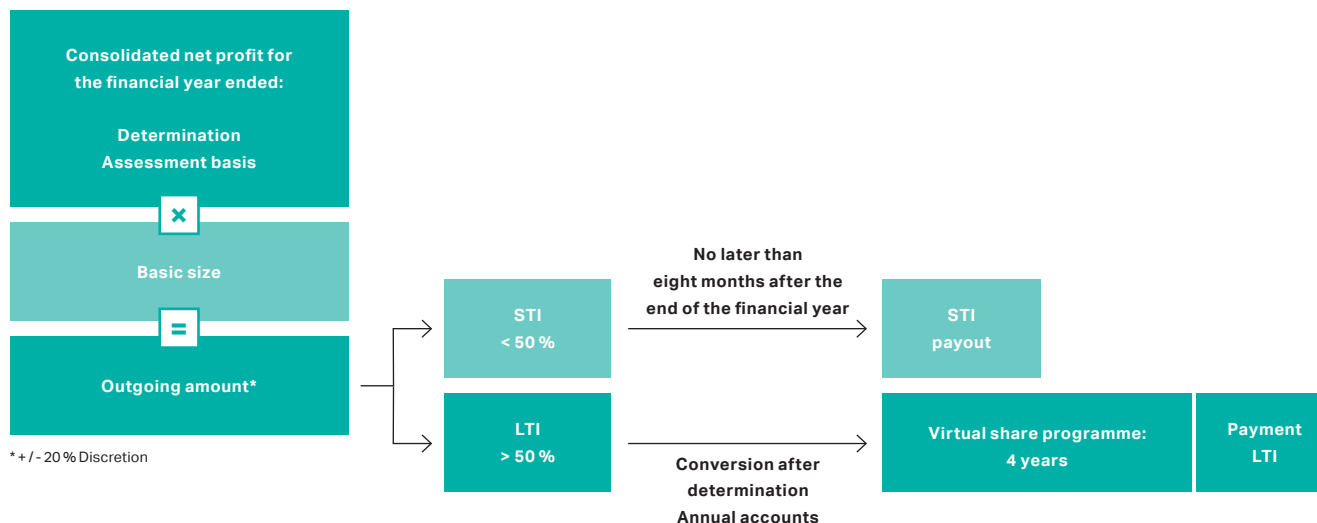 Consolidated net profit for
the financial year ended:
Determination
Assessment basis
×
Basic size
=
Outgoing amount*
* + / - 20 % Discretion
STI
< 50 %
No later than
eight months after the
end of the financial year
STI
payout
LTI
> 50 %
Conversion after
determination
Annual accounts
Virtual share programme:
4 years
Payment
LTI